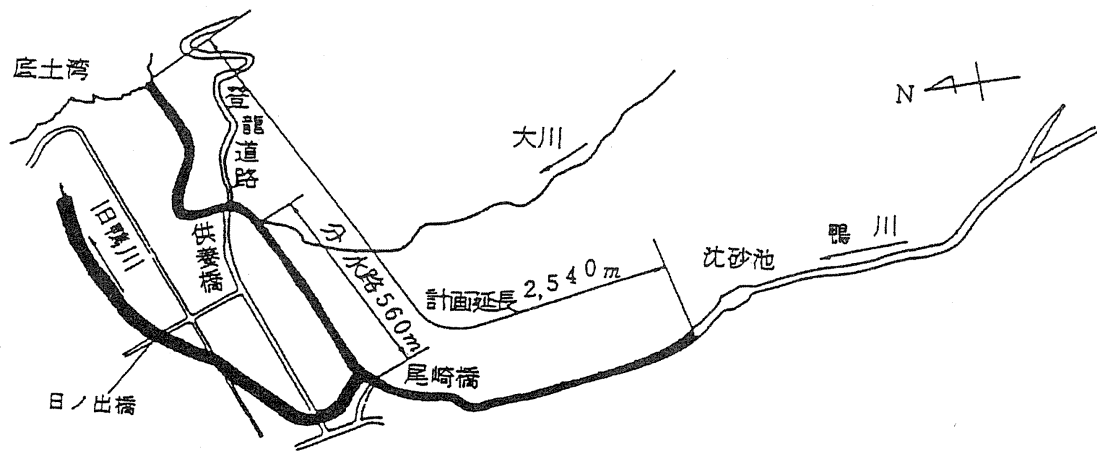 底土湾
登龍道路
大川
N
旧鴨川
供養橋
分水路560m
計画延長2,540m
沈砂池
鴨川
尾崎橋
日ノ出橋